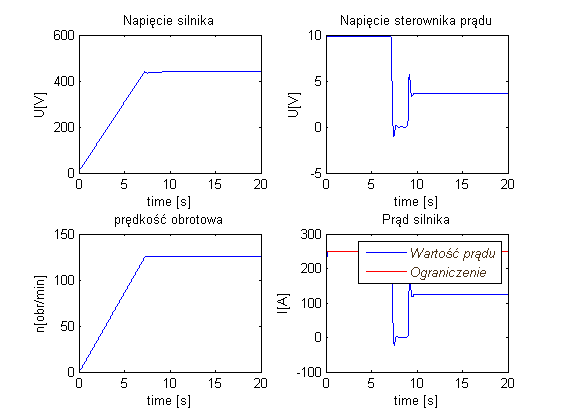 Napięcie silnika
600
400
200
0
U[V]
0 5 10 15 20
time [s]
Napięcie sterownika prądu
10
5
0
-5
U[V]
0 5 10 15 20
time [s]
prędkość obrotowa
150
100
50
0
n[obr/min]
0 5 10 15 20
time [s]
Prąd silnika
300
200
100
0
-100
I[A]
Wartość prądu
Ograniczenie
0 5 10 15 20
time [s]